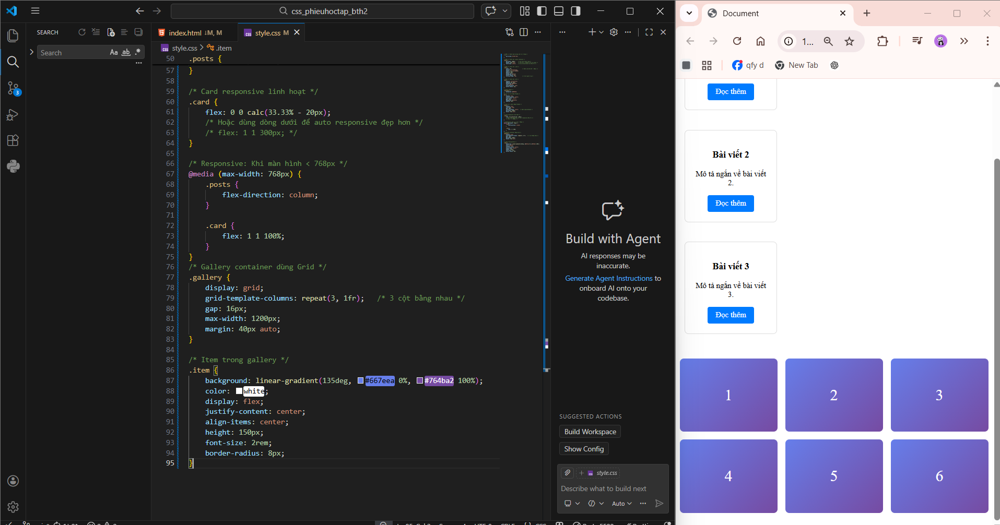 css_phieuhoctap_bth2
SEARCH
Search
Aa ab .*
3
index.html ↓M, M
style.css M
style.css > .item
50 .posts {
57 }
58
59 /* Card responsive linh hoạt */
60 .card {
61 flex: 0 0 calc(33.33% - 20px);
62 /* Hoặc dùng dòng dưới để auto responsive đẹp hơn */
63 /* flex: 1 1 300px; */
64 }
65
66 /* Responsive: Khi màn hình < 768px */
67 @media (max-width: 768px) {
68 .posts {
69 flex-direction: column;
70 }
71
72 .card {
73 flex: 1 1 100%;
74 }
75 }
76 /* Gallery container dùng Grid */
77 .gallery {
78 display: grid;
79 grid-template-columns: repeat(3, 1fr); /* 3 cột bằng nhau */
80 gap: 16px;
81 max-width: 1200px;
82 margin: 40px auto;
83 }
84
85 /* Item trong gallery */
86 .item {
87 background: linear-gradient(135deg, #667eea 0%, #764ba2 100%);
88 color: white;
89 display: flex;
90 justify-content: center;
91 align-items: center;
92 height: 150px;
93 font-size: 2rem;
94 border-radius: 8px;
95 }
Build with Agent
AI responses may be
inaccurate.
Generate Agent Instructions to
onboard AI onto your
codebase.
SUGGESTED ACTIONS
Build Workspace
Show Config
+ style.css
Describe what to build next
Auto
Document
1...
qfy d
New Tab
Đọc thêm
Bài viết 2
Mô tả ngắn về bài viết
2.
Đọc thêm
Bài viết 3
Mô tả ngắn về bài viết
3.
Đọc thêm
1
2
3
4
5
6